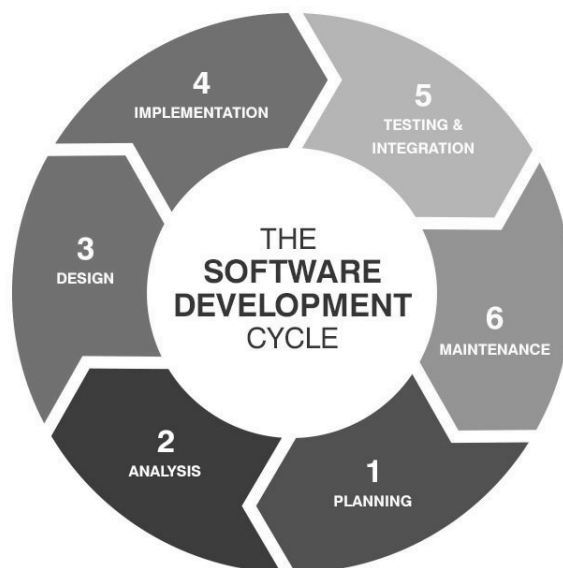 THE
SOFTWARE
DEVELOPMENT
CYCLE
1
PLANNING
2
ANALYSIS
3
DESIGN
4
IMPLEMENTATION
5
TESTING &
INTEGRATION
6
MAINTENANCE